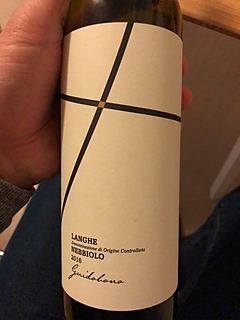 LANGHE
Denominazione di Origine Controllata
NEBBIOLO
2016
Guidobono